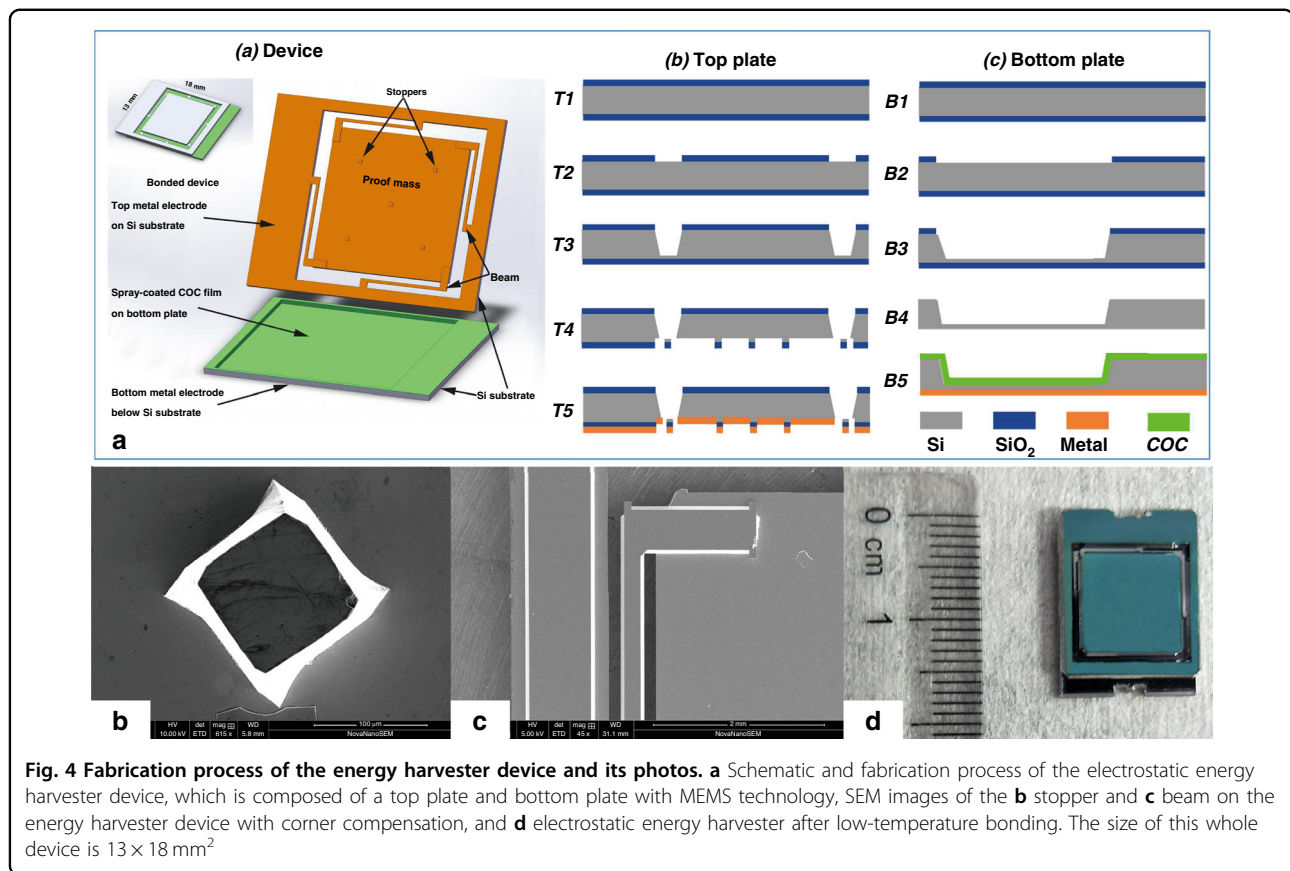 (a) Device
(b) Top plate
(c) Bottom plate
18 mm
13 mm
Bonded device
Stoppers
Proof mass
Top metal electrode
on Si substrate
Beam
Spray-coated COC film
on bottom plate
Bottom metal electrode
below Si substrate
Si substrate
a
T1
T2
T3
T4
T5
B1
B2
B3
B4
B5
Si
SiO₂
Metal
COC
b
HV det mag WD 100 µm
10.00 kV ETD 615 x 5.8 mm NovaNanoSEM
c
HV det mag WD 2 mm
5.00 kV ETD 45 x 31.1 mm NovaNanoSEM
d
0 cm
1
Fig. 4 Fabrication process of the energy harvester device and its photos. a Schematic and fabrication process of the electrostatic energy
harvester device, which is composed of a top plate and bottom plate with MEMS technology, SEM images of the b stopper and c beam on the
energy harvester device with corner compensation, and d electrostatic energy harvester after low-temperature bonding. The size of this whole
device is 13 × 18 mm²